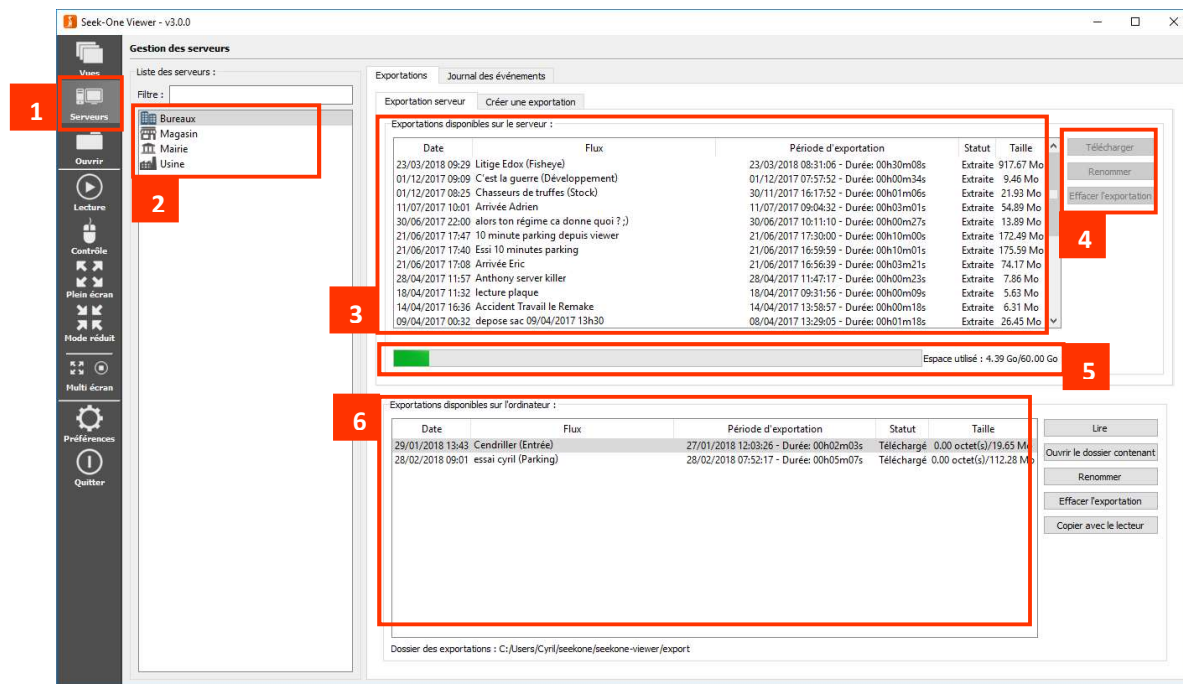 Seek-One Viewer - v3.0.0
Gestion des serveurs
Vues
Serveurs
Ouvrir
Lecture
Contrôle
Plein écran
Mode réduit
Multi écran
Préférences
Quitter
1
Liste des serveurs :
Filtre :
Bureaux
Magasin
Mairie
Usine
2
Exportations Journal des événements
Exportation serveur Créer une exportation
Exportations disponibles sur le serveur :
Date Flux Période d'exportation Statut Taille
23/03/2018 09:29 Litige Edox (Fisheye) 23/03/2018 08:31:06 - Durée: 00h30m08s Extraite 917.67 Mo
01/12/2017 09:09 C'est la guerre (Développement) 01/12/2017 07:57:52 - Durée: 00h00m34s Extraite 9.46 Mo
01/12/2017 08:25 Chasseurs de truffes (Stock) 30/11/2017 16:17:52 - Durée: 00h01m06s Extraite 21.93 Mo
11/07/2017 10:01 Arrivée Adrien 11/07/2017 09:04:32 - Durée: 00h03m01s Extraite 54.89 Mo
30/06/2017 22:00 alors ton régime ca donne quoi ? ;) 30/06/2017 10:11:10 - Durée: 00h00m27s Extraite 13.89 Mo
21/06/2017 17:47 10 minute parking depuis viewer 21/06/2017 17:30:00 - Durée: 00h10m00s Extraite 172.49 Mo
21/06/2017 17:40 Essi 10 minutes parking 21/06/2017 16:59:59 - Durée: 00h10m01s Extraite 175.59 Mo
21/06/2017 17:08 Arrivée Eric 21/06/2017 16:56:39 - Durée: 00h03m21s Extraite 74.17 Mo
28/04/2017 11:57 Anthony server killer 28/04/2017 11:47:17 - Durée: 00h00m23s Extraite 7.86 Mo
18/04/2017 11:32 lecture plaque 18/04/2017 09:31:56 - Durée: 00h00m09s Extraite 5.63 Mo
14/04/2017 16:36 Accident Travail le Remake 14/04/2017 13:58:57 - Durée: 00h00m18s Extraite 6.31 Mo
09/04/2017 00:32 depose sac 09/04/2017 13h30 08/04/2017 13:29:05 - Durée: 00h01m18s Extraite 26.45 Mo
3
Télécharger
Renommer
Effacer l'exportation
4
Espace utilisé : 4.39 Go/60.00 Go
5
6
Exportations disponibles sur l'ordinateur :
Date Flux Période d'exportation Statut Taille
29/01/2018 13:43 Cendriller (Entrée) 27/01/2018 12:03:26 - Durée: 00h02m03s Téléchargé 0.00 octet(s)/19.65 Mo
28/02/2018 09:01 essai cyril (Parking) 28/02/2018 07:52:17 - Durée: 00h05m07s Téléchargé 0.00 octet(s)/112.28 Mo
Lire
Ouvrir le dossier contenant
Renommer
Effacer l'exportation
Copier avec le lecteur
Dossier des exportations : C:/Users/Cyril/seekone/seekone-viewer/export